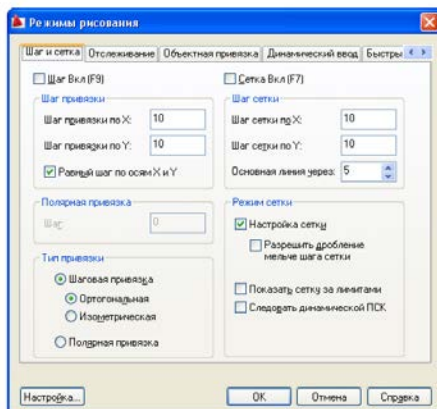 Режимы рисования
Шаг и сетка Отслеживание Объектная привязка Динамический ввод Быстры
Шаг Вкл (F9)
Сетка Вкл (F7)
Шаг привязки
Шаг привязки по X: 10
Шаг привязки по Y: 10
Равный шаг по осям X и Y
Шаг сетки
Шаг сетки по X: 10
Шаг сетки по Y: 10
Основная линия через: 5
Полярная привязка
Шаг: 0
Тип привязки
Шаговая привязка
Ортогональная
Изометрическая
Полярная привязка
Режим сетки
Настройка сетки
Разрешить дробление
мельче шага сетки
Показать сетку за лимитами
Следовать динамической ПСК
Настройка... ОК Отмена Справка